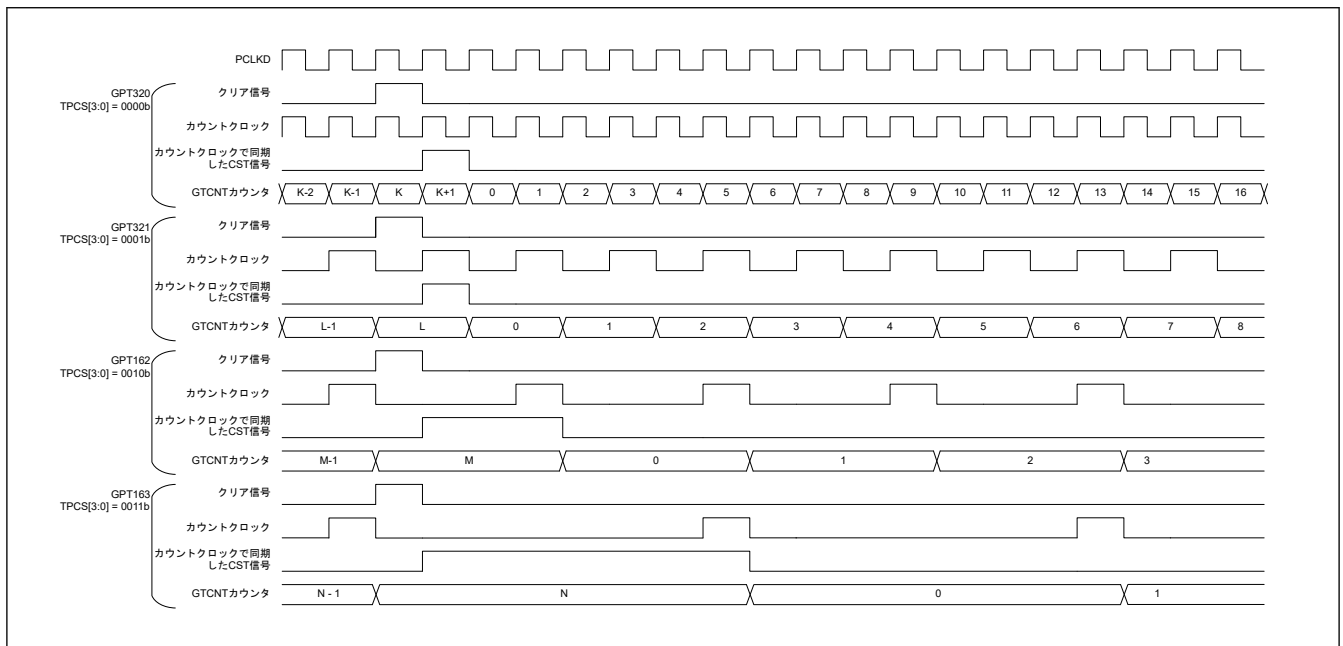 PCLKD
GPT320
TPCS[3:0] = 0000b
クリア信号
カウントクロック
カウントクロックで同期
したCST信号
GTCNTカウンタ K-2 K-1 K K+1 0 1 2 3 4 5 6 7 8 9 10 11 12 13 14 15 16
GPT321
TPCS[3:0] = 0001b
クリア信号
カウントクロック
カウントクロックで同期
したCST信号
GTCNTカウンタ L-1 L 0 1 2 3 4 5 6 7 8
GPT162
TPCS[3:0] = 0010b
クリア信号
カウントクロック
カウントクロックで同期
したCST信号
GTCNTカウンタ M-1 M 0 1 2 3
GPT163
TPCS[3:0] = 0011b
クリア信号
カウントクロック
カウントクロックで同期
したCST信号
GTCNTカウンタ N - 1 N 0 1